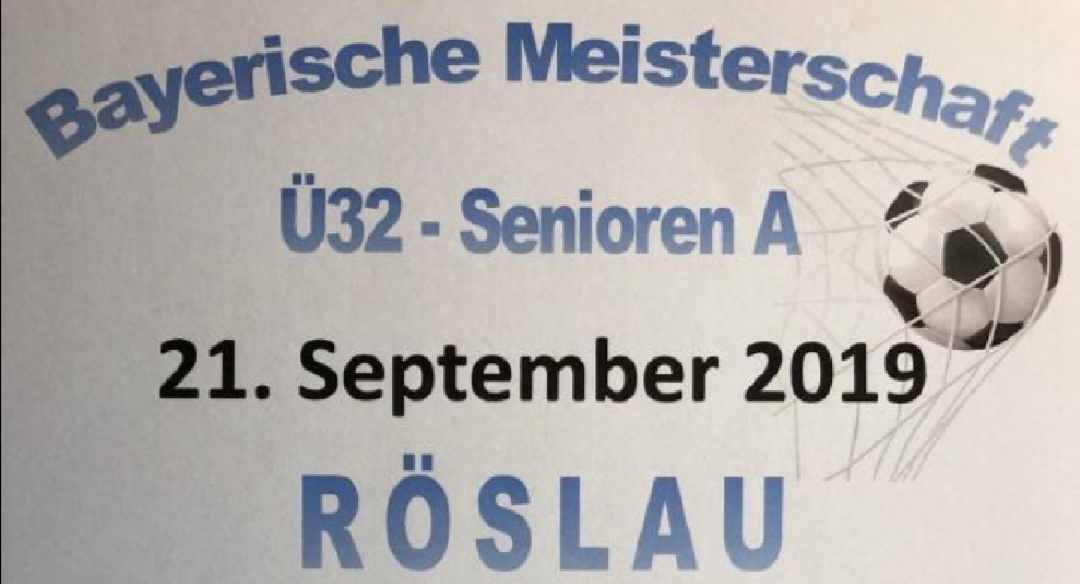 Bayerische Meisterschaft
Ü32 - Senioren A
21. September 2019
RÖSLAU